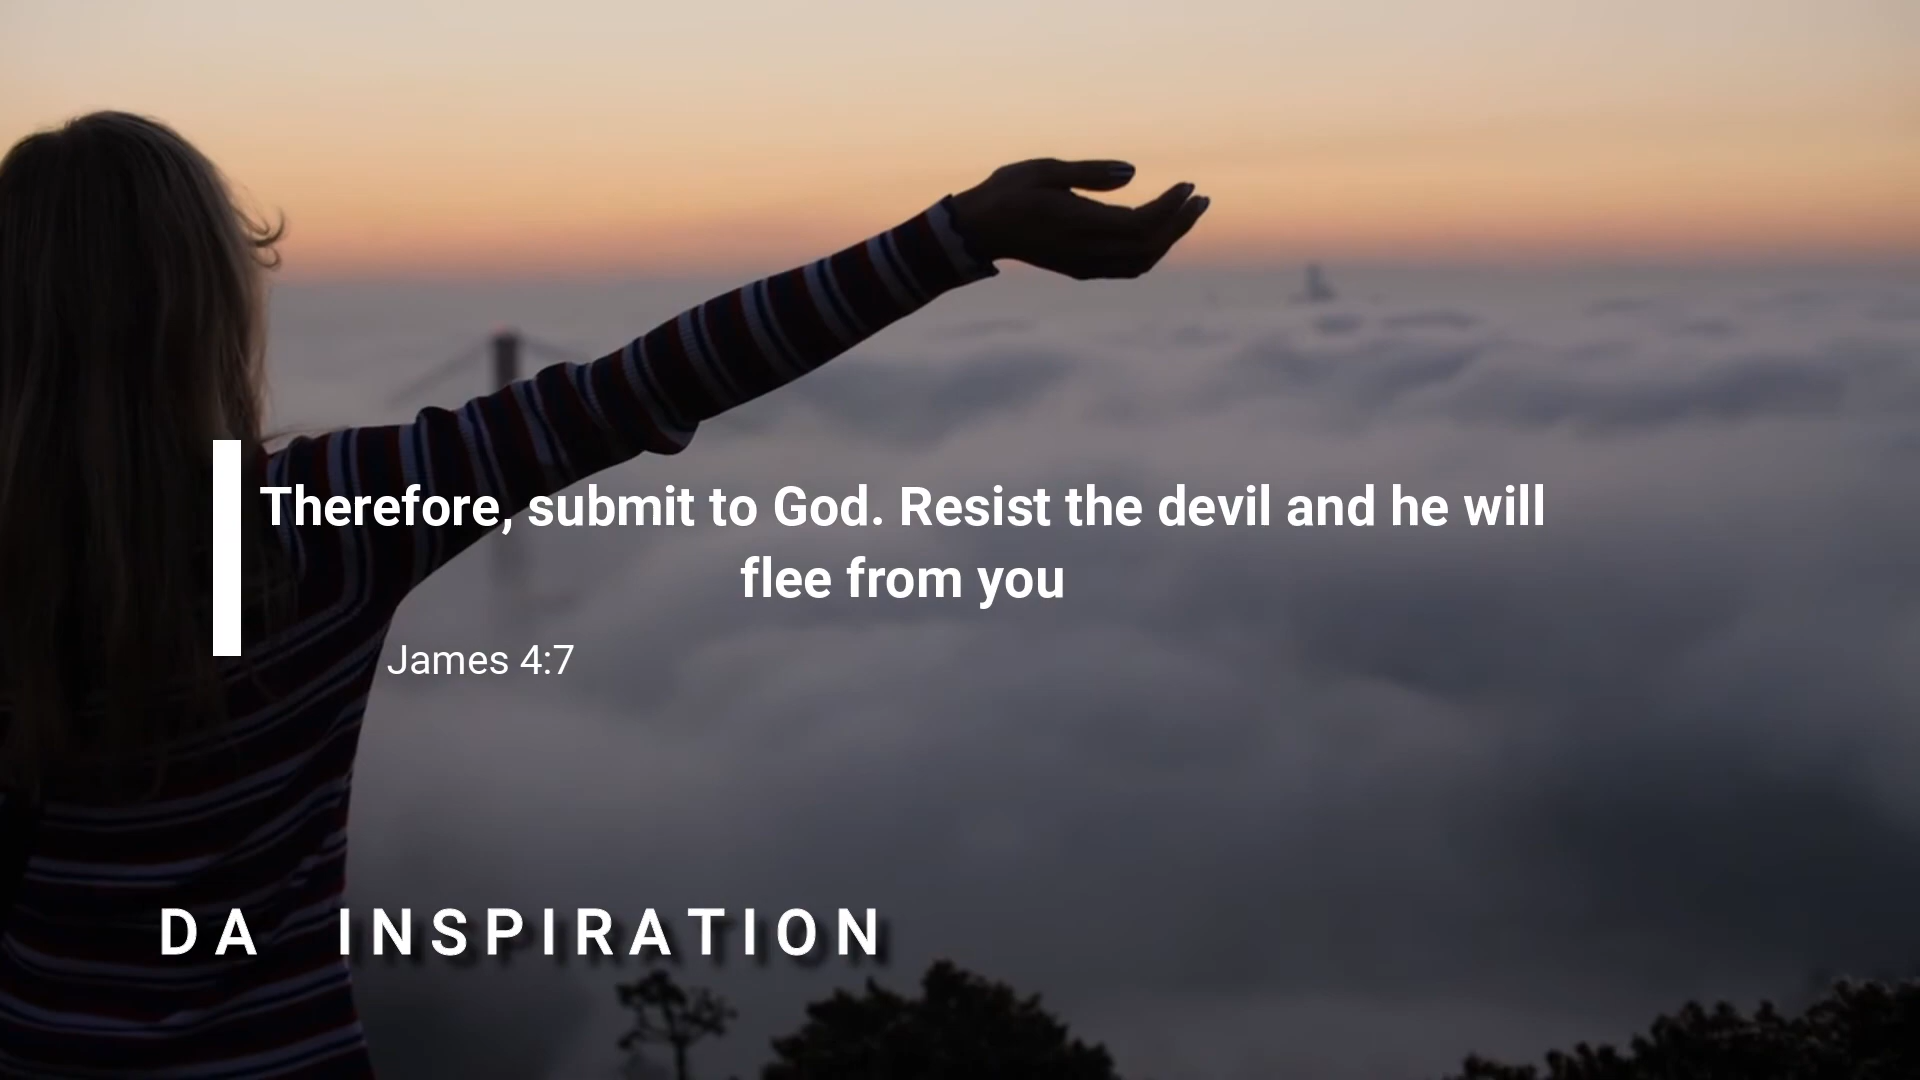 Therefore, submit to God. Resist the devil and he will
flee from you
James 4:7
DA INSPIRATION